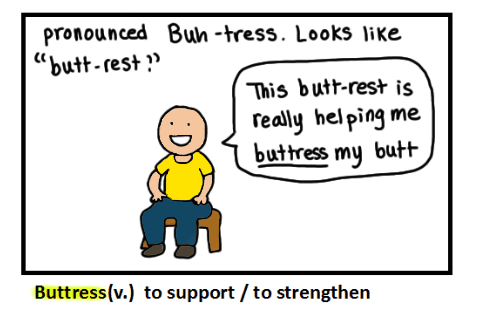 pronounced Buh-tress. Looks like
"butt-rest?"
This butt-rest is
really helping me
buttress my butt
Buttress(v.) to support / to strengthen